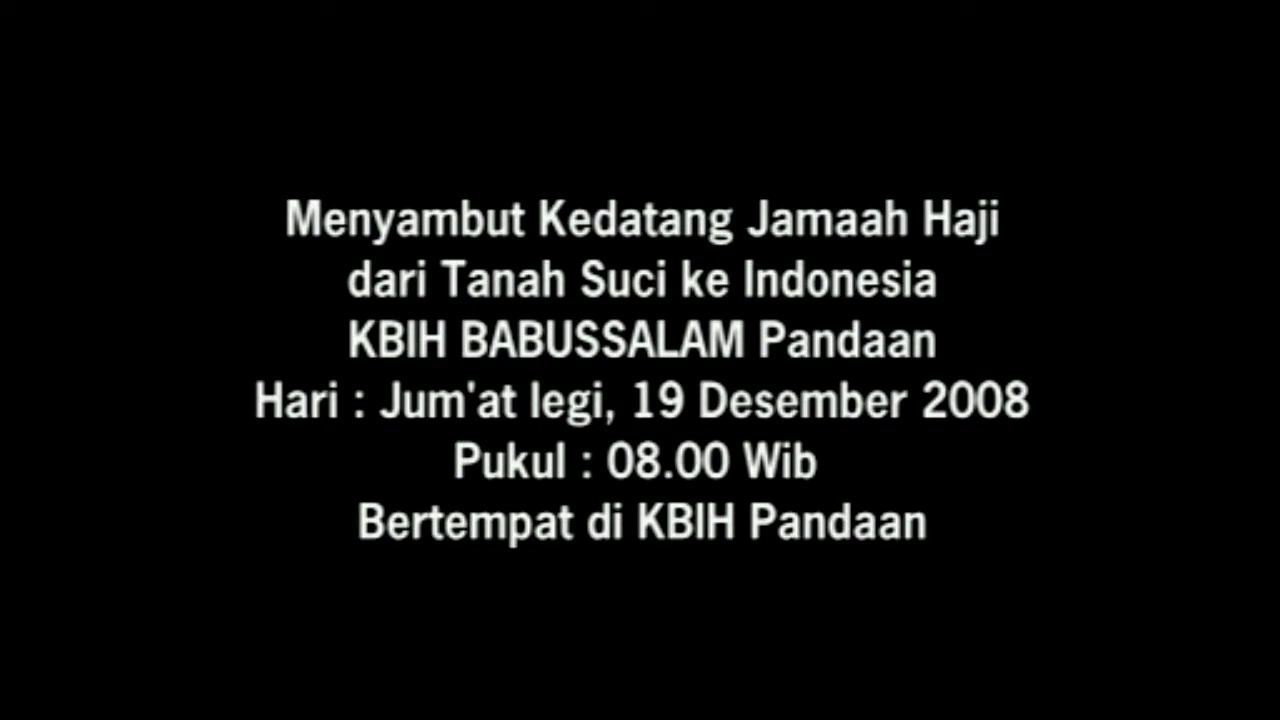 Menyambut Kedatang Jamaah Haji
dari Tanah Suci ke Indonesia
KBIH BABUSSALAM Pandaan
Hari : Jum'at legi, 19 Desember 2008
Pukul : 08.00 Wib
Bertempat di KBIH Pandaan